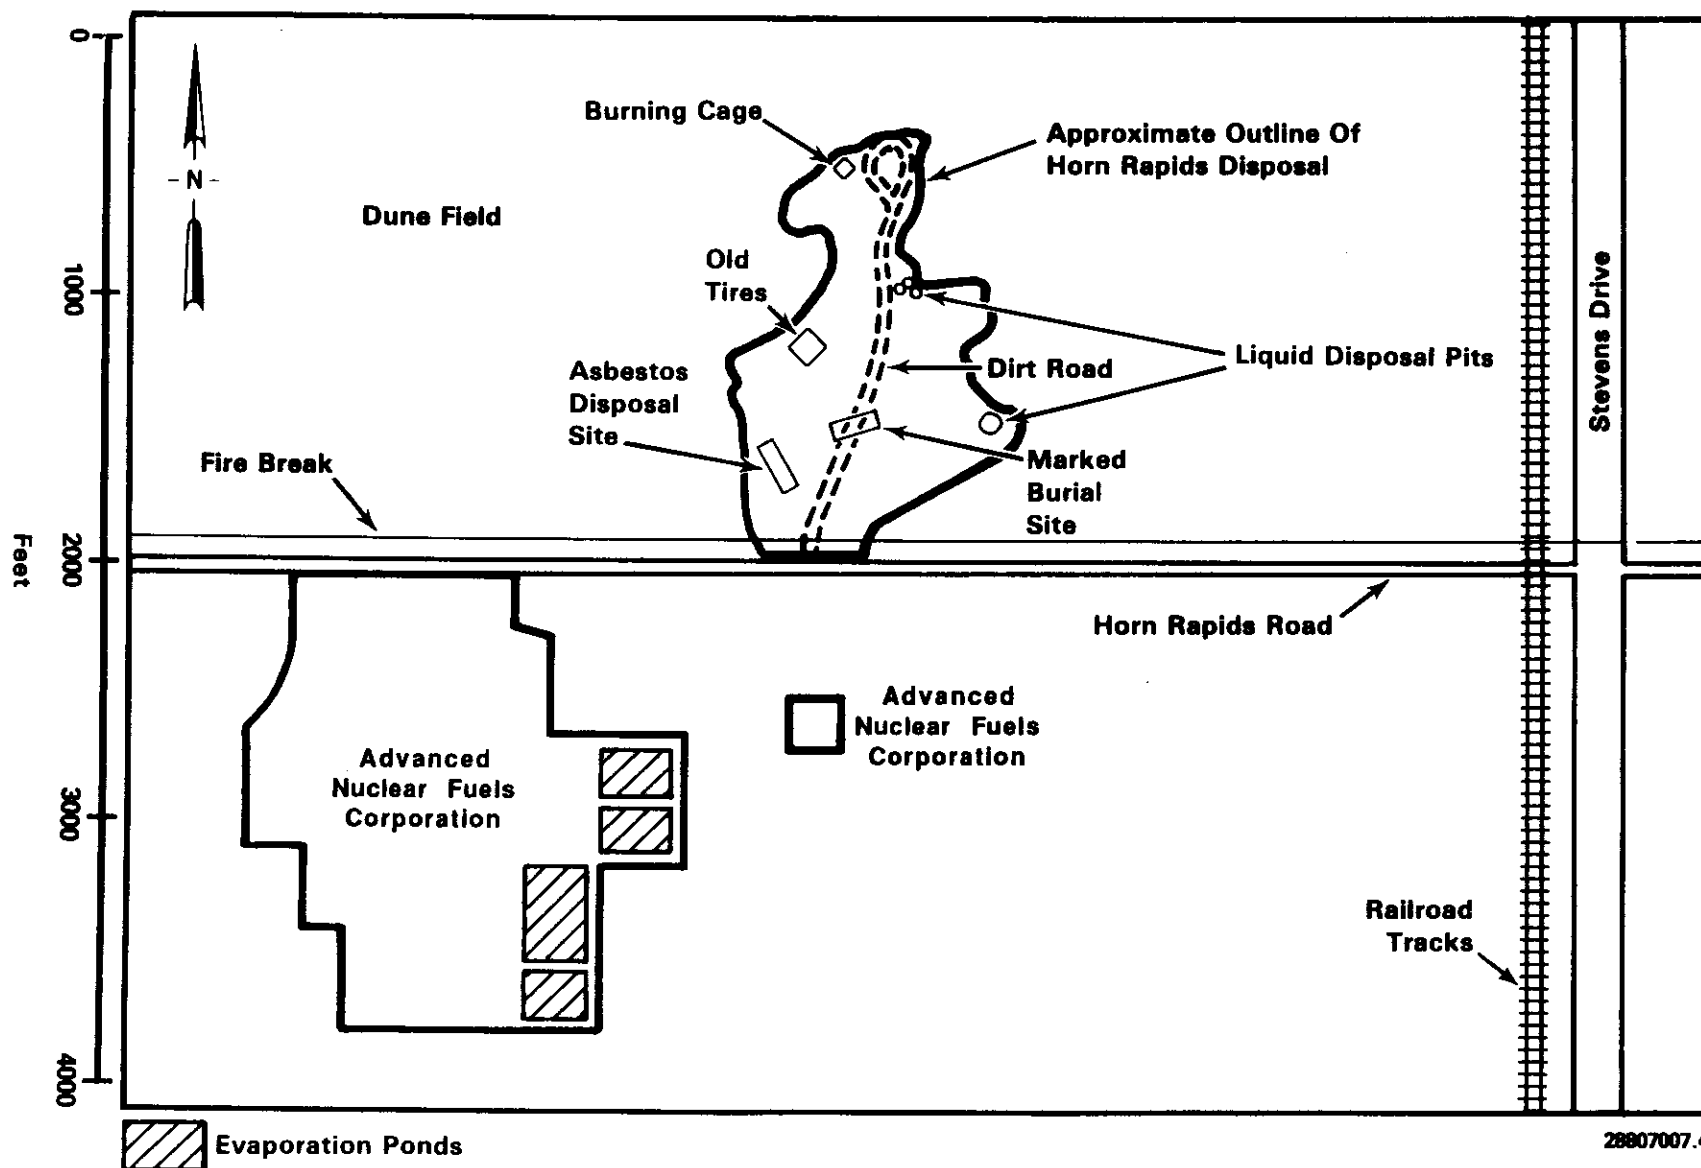 0
Burning Cage
Approximate Outline Of
Horn Rapids Disposal
N
Dune Field
Old
Tires
1000
Stevens Drive
Liquid Disposal Pits
Dirt Road
Asbestos
Disposal
Site
Marked
Burial
Site
Fire Break
Feet
2000
Horn Rapids Road
Advanced
Nuclear Fuels
Corporation
Advanced
Nuclear Fuels
Corporation
3000
Railroad
Tracks
4000
Evaporation Ponds
28807007.